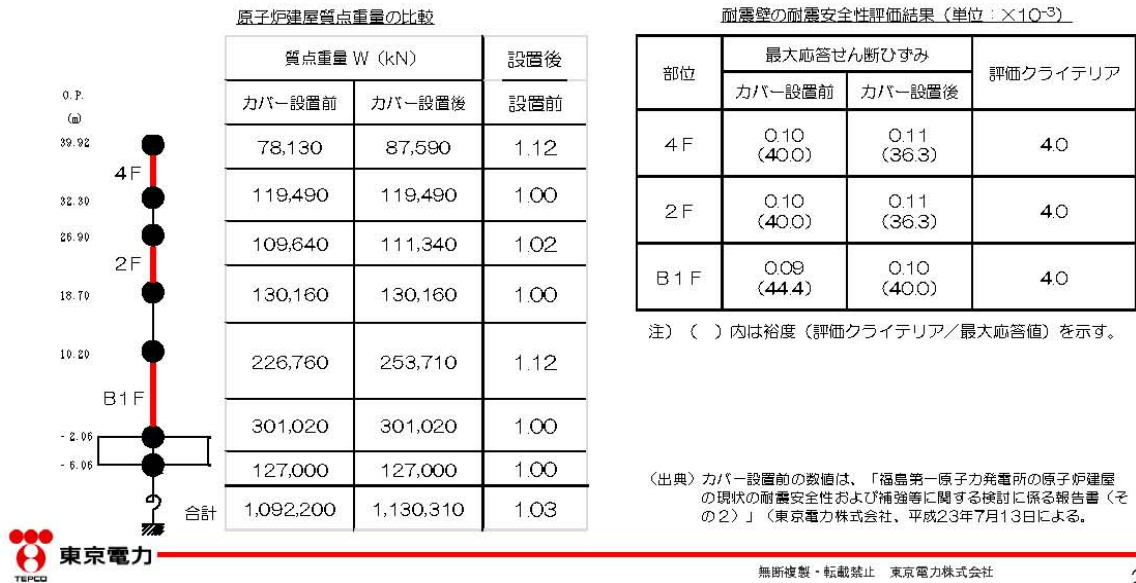 原子炉建屋質点重量の比較
質点重量 W（kN） 設置後
カバー設置前 カバー設置後 設置前
O.P.
(m)
39.92 78,130 87,590 1.12
4F
32.30 119,490 119,490 1.00
26.90 109,640 111,340 1.02
2F
18.70 130,160 130,160 1.00
10.20 226,760 253,710 1.12
B1F
-2.06 301,020 301,020 1.00
-6.06 127,000 127,000 1.00
合計 1,092,200 1,130,310 1.03
耐震壁の耐震安全性評価結果（単位：×10-3）
部位 最大応答せん断ひずみ 評価クライテリア
カバー設置前 カバー設置後
4F 0.10 0.11 4.0
(40.0) (36.3)
2F 0.10 0.11 4.0
(40.0) (36.3)
B1F 0.09 0.10 4.0
(44.4) (40.0)
注）（　）内は裕度（評価クライテリア／最大応答値）を示す。
（出典）カバー設置前の数値は、「福島第一原子力発電所の原子炉建屋
の現状の耐震安全性および補強等に関する検討に係る報告書（そ
の２）」（東京電力株式会社、平成23年7月13日による。
TEPCO
東京電力
無断複製・転載禁止　東京電力株式会社